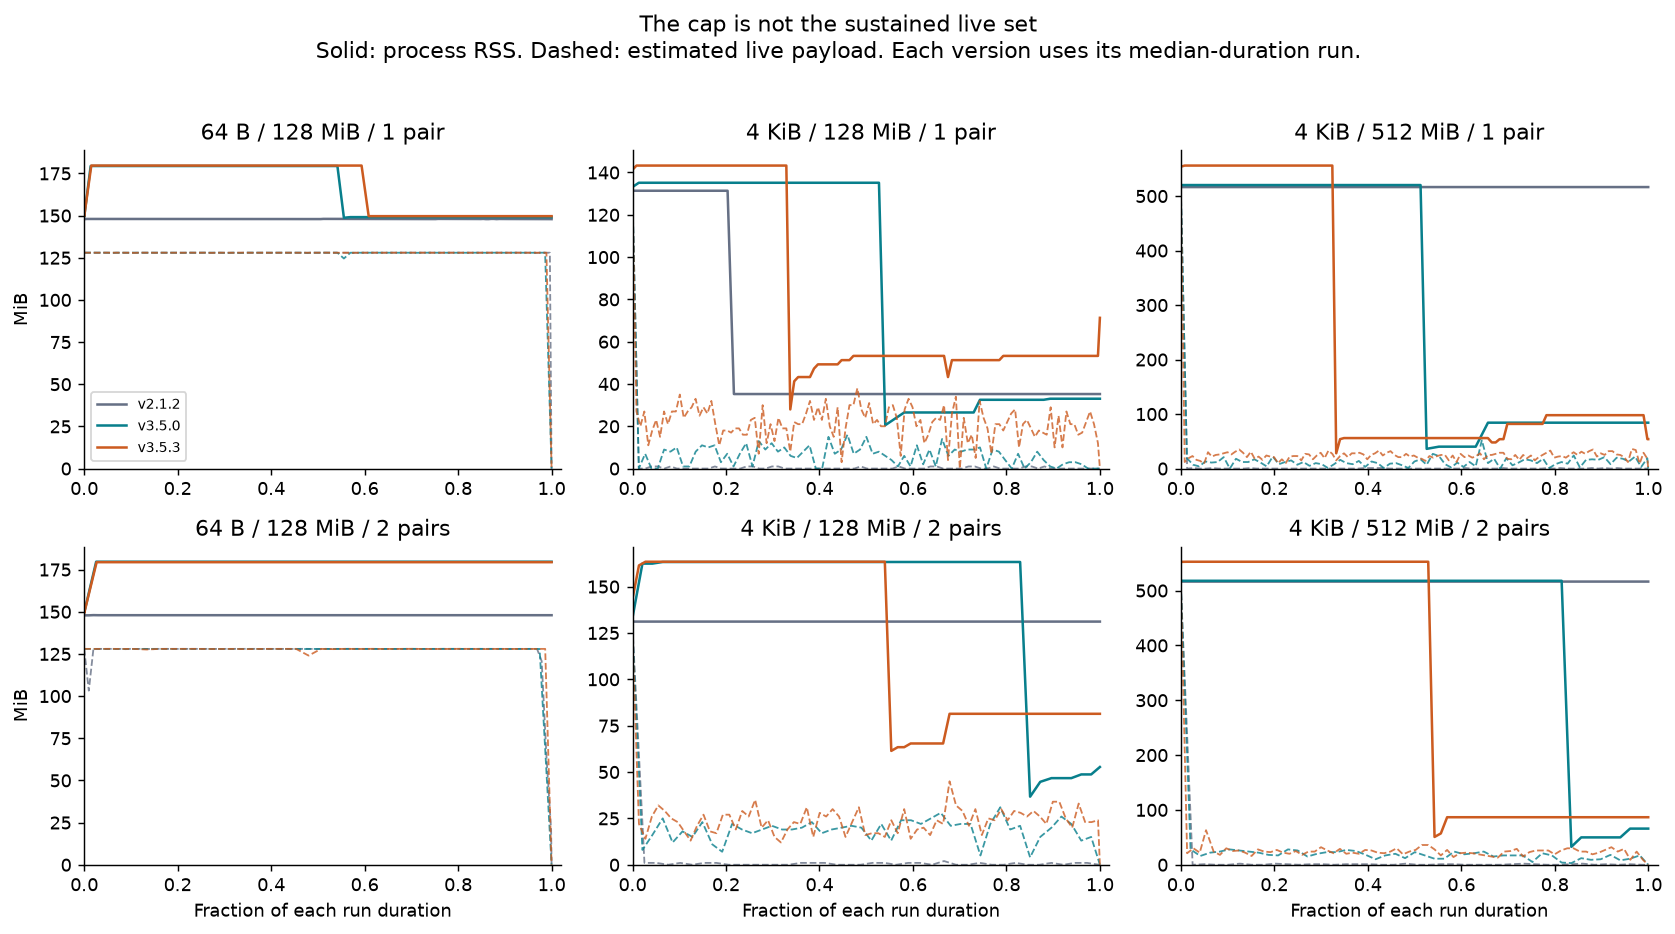 The cap is not the sustained live set
Solid: process RSS. Dashed: estimated live payload. Each version uses its median-duration run.
64 B / 128 MiB / 1 pair
MiB
175
150
125
100
75
50
25
0
0.0 0.2 0.4 0.6 0.8 1.0
v2.1.2
v3.5.0
v3.5.3
4 KiB / 128 MiB / 1 pair
140
120
100
80
60
40
20
0
0.0 0.2 0.4 0.6 0.8 1.0
4 KiB / 512 MiB / 1 pair
500
400
300
200
100
0
0.0 0.2 0.4 0.6 0.8 1.0
64 B / 128 MiB / 2 pairs
MiB
175
150
125
100
75
50
25
0
0.0 0.2 0.4 0.6 0.8 1.0
Fraction of each run duration
4 KiB / 128 MiB / 2 pairs
150
125
100
75
50
25
0
0.0 0.2 0.4 0.6 0.8 1.0
Fraction of each run duration
4 KiB / 512 MiB / 2 pairs
500
400
300
200
100
0
0.0 0.2 0.4 0.6 0.8 1.0
Fraction of each run duration